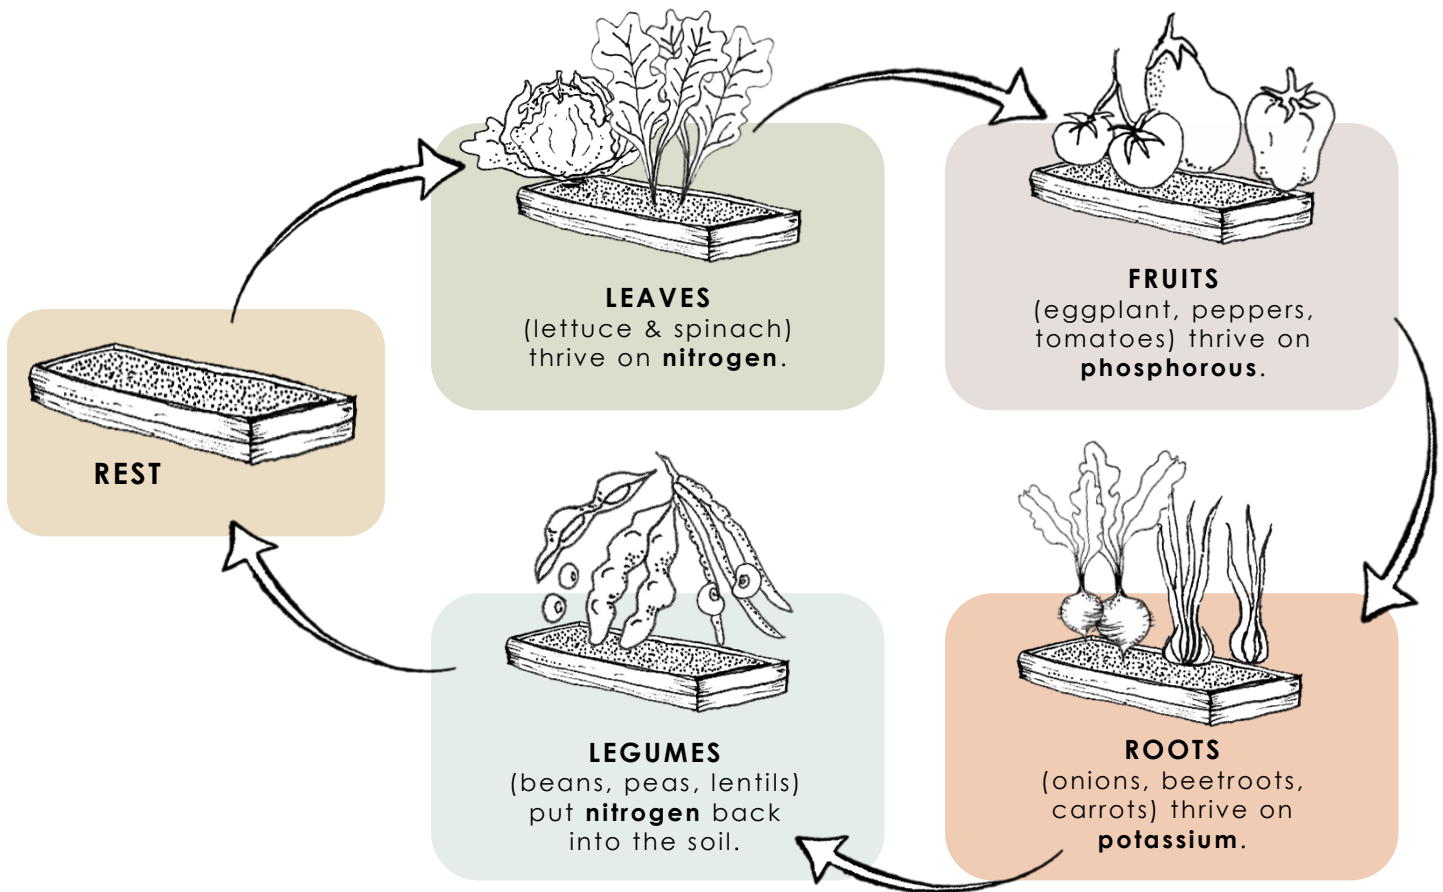 LEAVES
(lettuce & spinach)
thrive on nitrogen.
FRUITS
(eggplant, peppers,
tomatoes) thrive on
phosphorous.
REST
LEGUMES
(beans, peas, lentils)
put nitrogen back
into the soil.
ROOTS
(onions, beetroots,
carrots) thrive on
potassium.